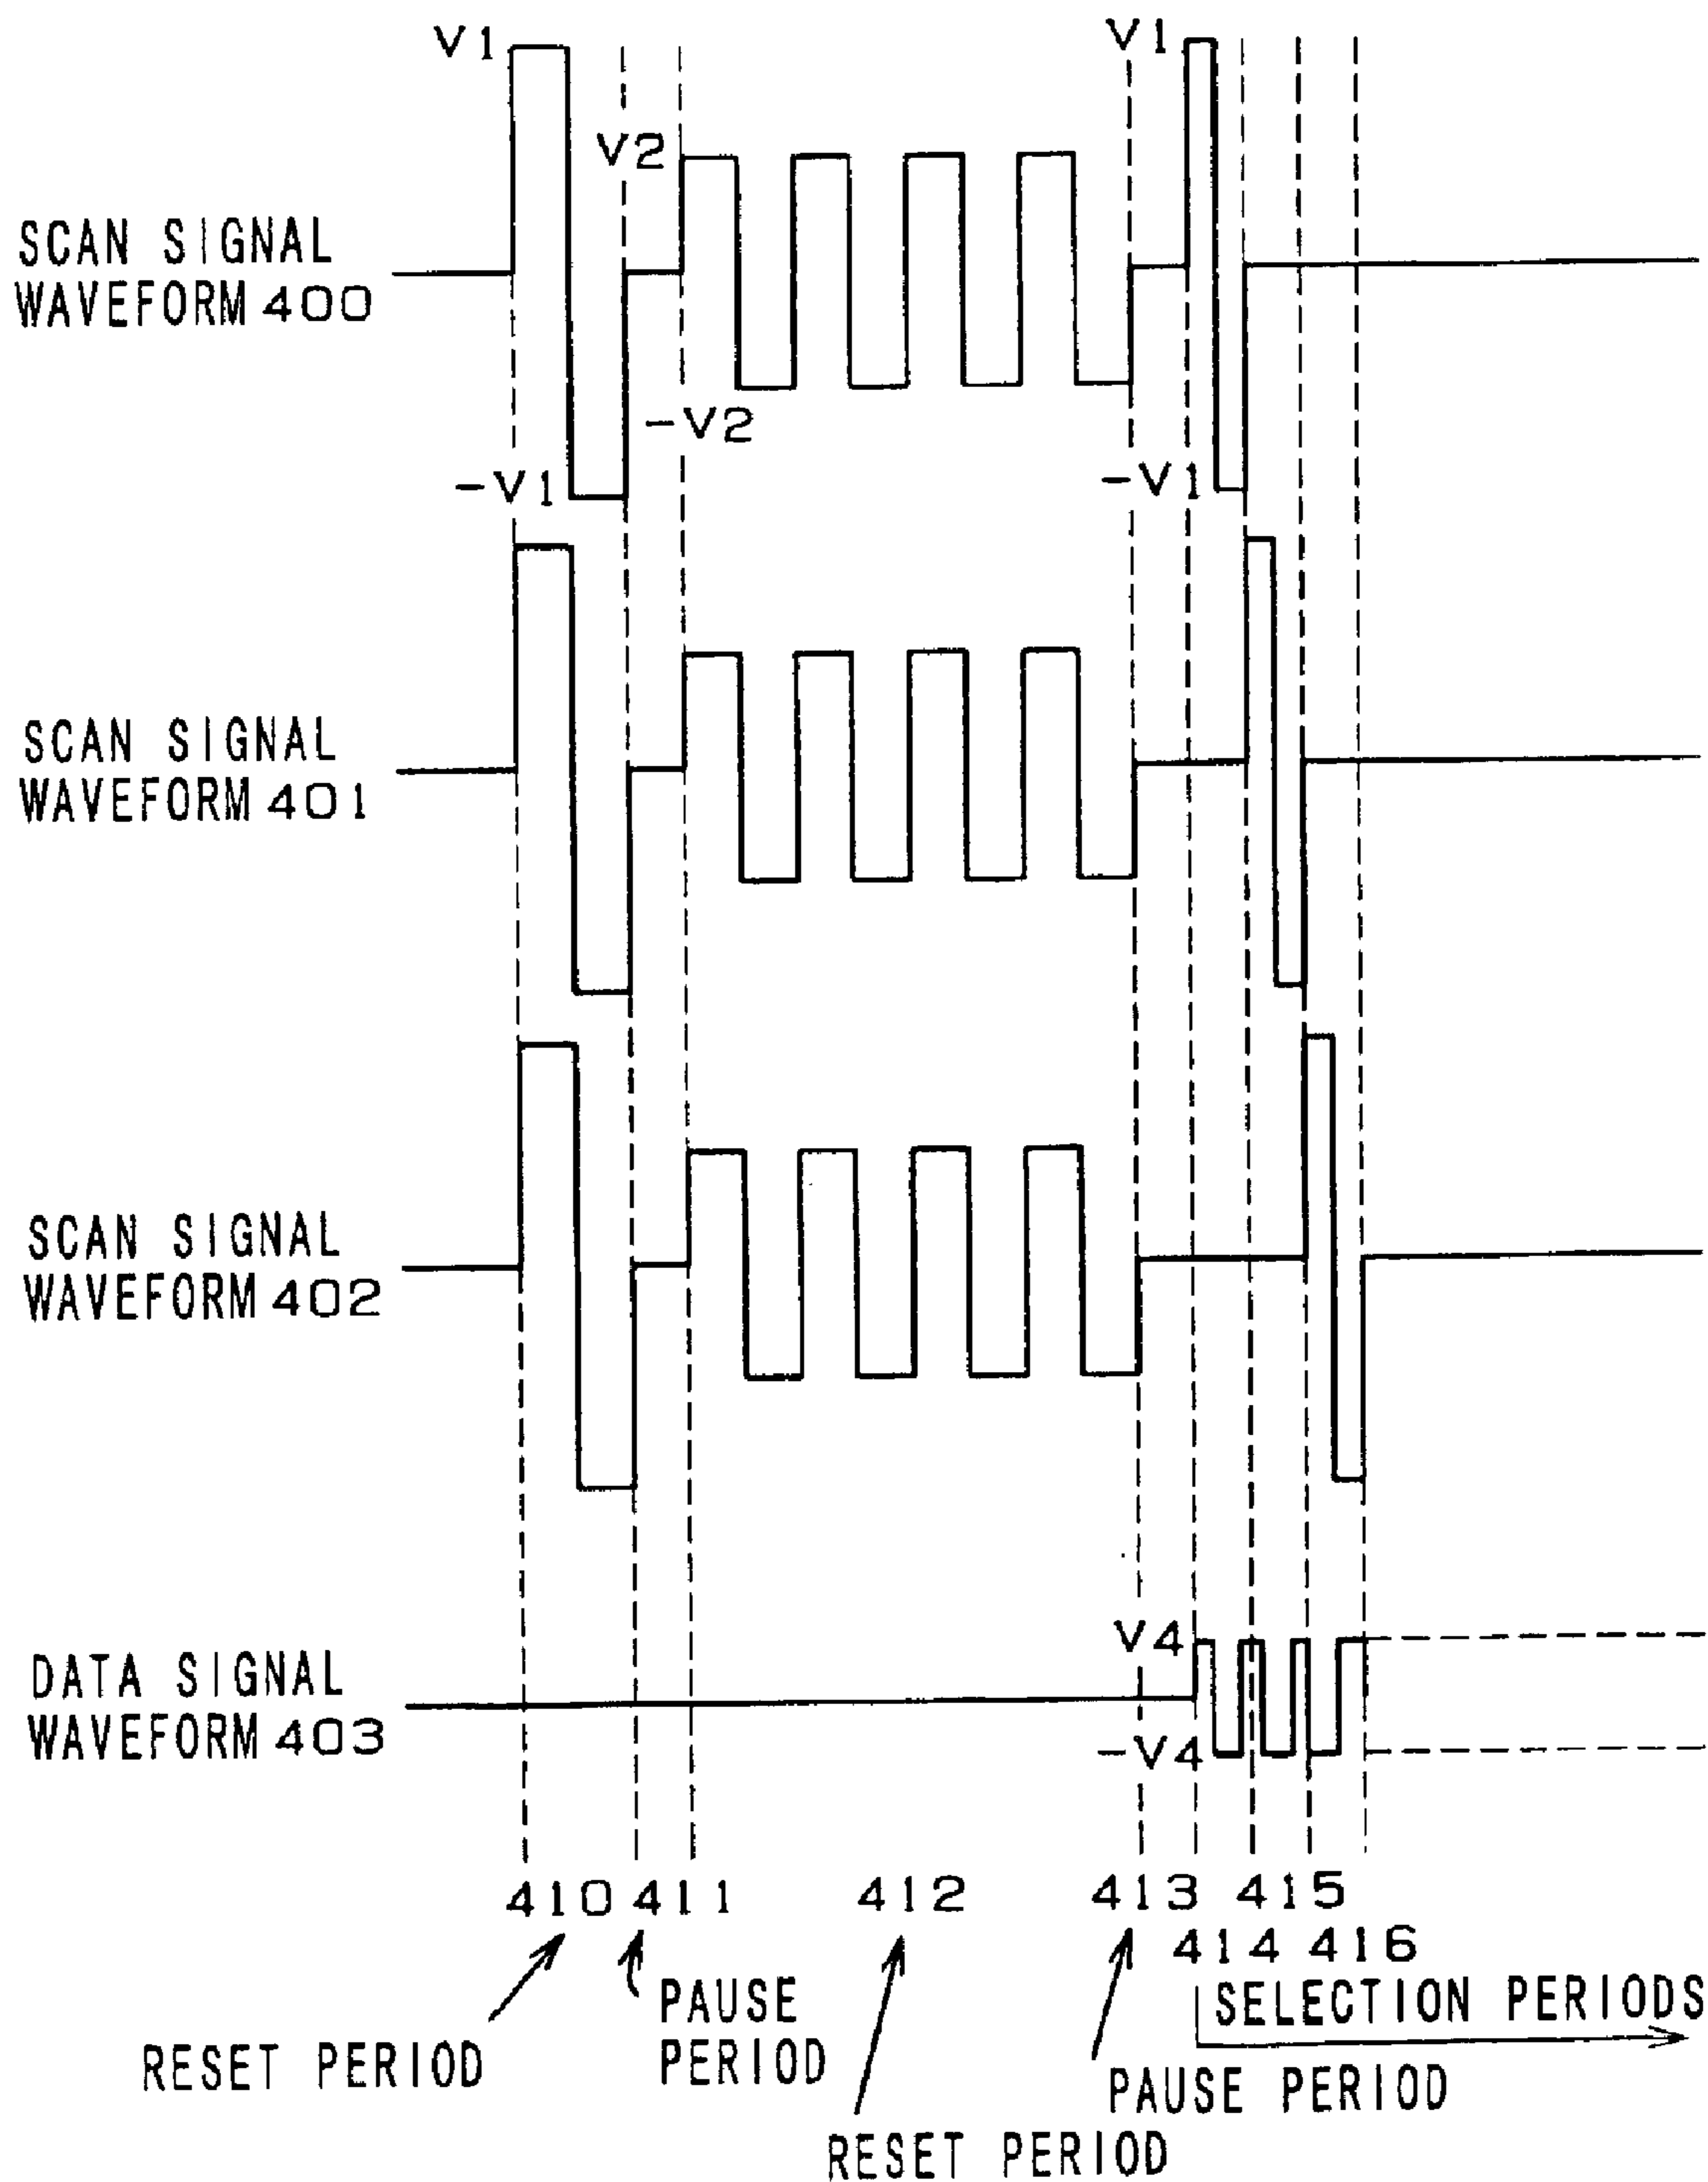 V1
V1
V2
SCAN SIGNAL
WAVEFORM 400
-V2
-V1
-V1
SCAN SIGNAL
WAVEFORM 401
SCAN SIGNAL
WAVEFORM 402
V4
DATA SIGNAL
WAVEFORM 403
-V4
410 411 412 413 415
414 416
SELECTION PERIODS
PAUSE
PERIOD
RESET PERIOD
PAUSE PERIOD
RESET PERIOD